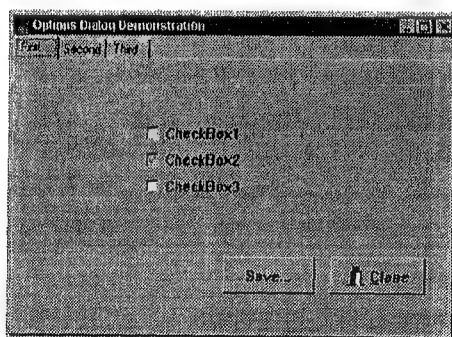 Options Dialog Demonstration
First Second Third
CheckBox1
CheckBox2
CheckBox3
Save... Close